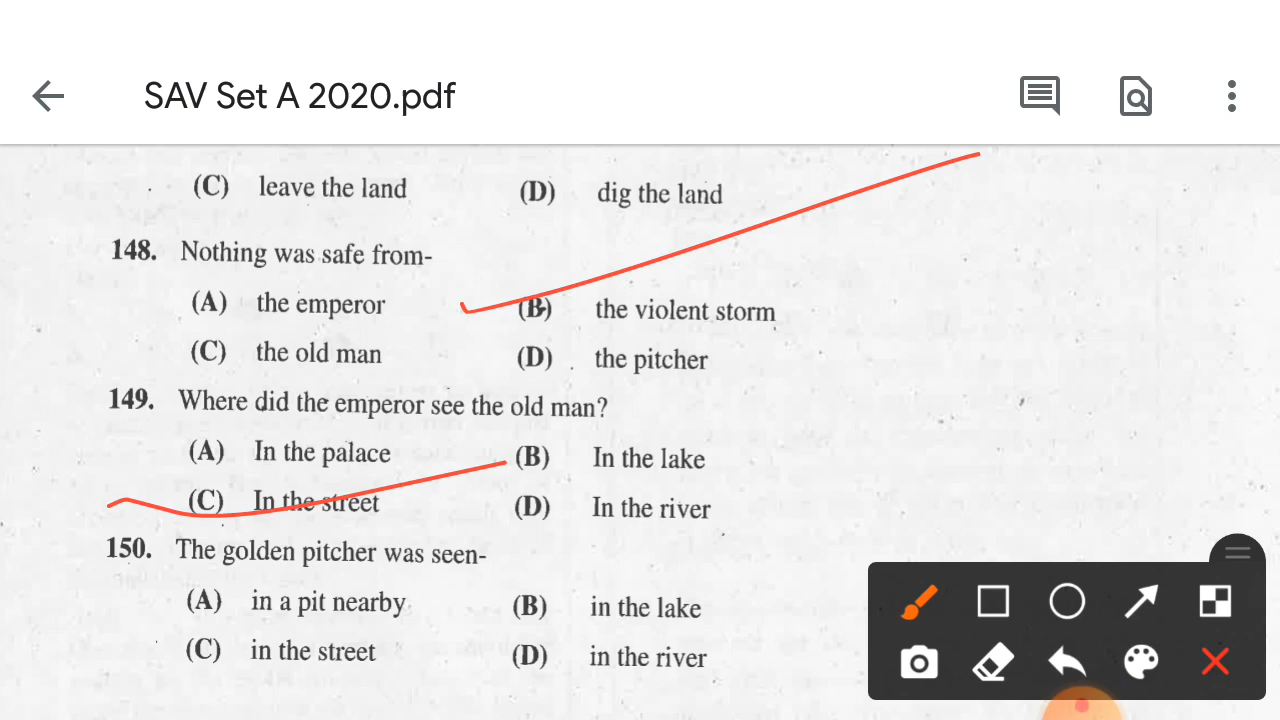 SAV Set A 2020.pdf
(C) leave the land (D) dig the land
148. Nothing was safe from-
(A) the emperor (B) the violent storm
(C) the old man (D) the pitcher
149. Where did the emperor see the old man?
(A) In the palace (B) In the lake
(C) In the street (D) In the river
150. The golden pitcher was seen-
(A) in a pit nearby (B) in the lake
(C) in the street (D) in the river